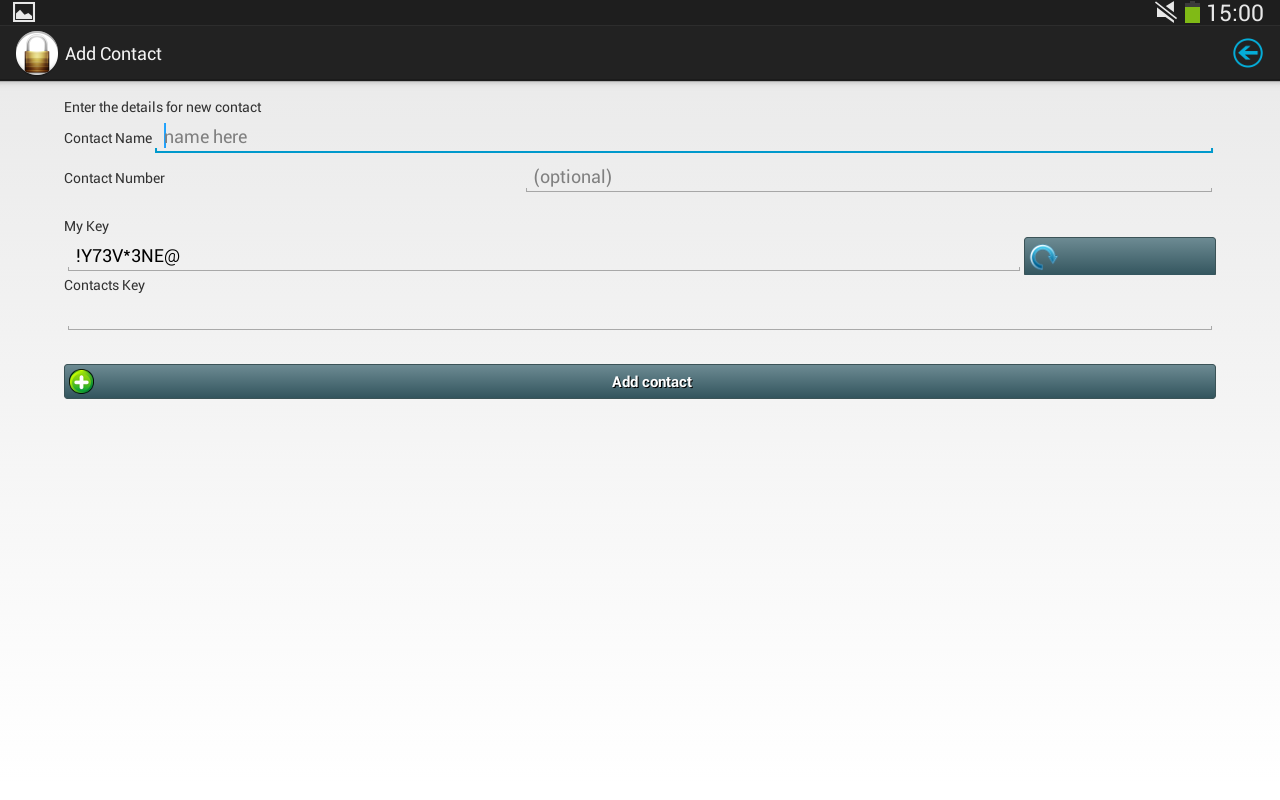 15:00
Add Contact
Enter the details for new contact
Contact Name name here
Contact Number (optional)
My Key
!Y73V*3NE@
Contacts Key
Add contact